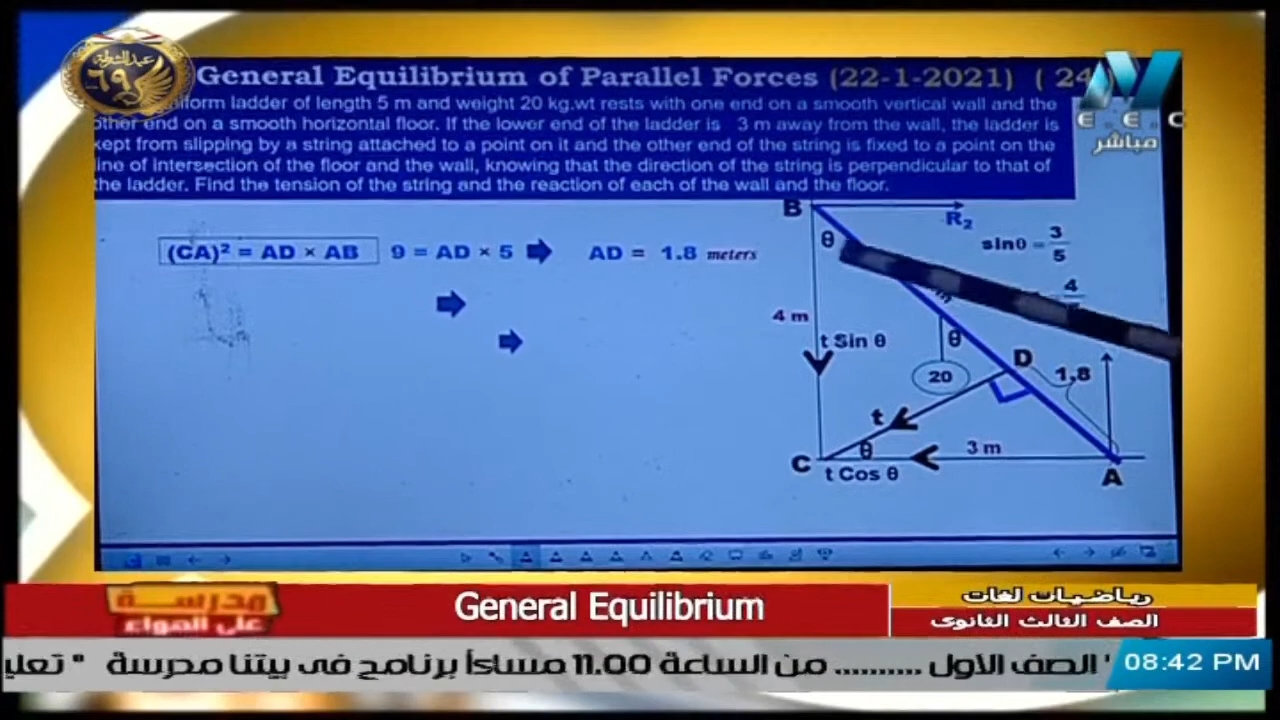 عيد الشرطة
٦٩
General Equilibrium of Parallel Forces (22-1-2021) ( 24
E E C
مباشر
ladder of length 5 m and weight 20 kg.wt rests with one end on a smooth vertical wall and the
other end on a smooth horizontal floor. If the lower end of the ladder is 3 m away from the wall, the ladder is
kept from slipping by a string attached to a point on it and the other end of the string is fixed to a point on the
line of intersection of the floor and the wall, knowing that the direction of the string is perpendicular to that of
the ladder. Find the tension of the string and the reaction of each of the wall and the floor.
(CA)² = AD × AB 9 = AD × 5 AD = 1.8 meters
B
R₂
θ
sinθ = 3/5
4
4 m
t Sin θ
θ
D
20
1,8
t
θ
3 m
C
t Cos θ
A
مدرسة
على الهواء
General Equilibrium
رياضيات لغات
الصف الثالث الثانوى
الصف الأول .......... من الساعة 11.00 مساءاً برنامج فى بيتنا مدرسة "
08:42 PM